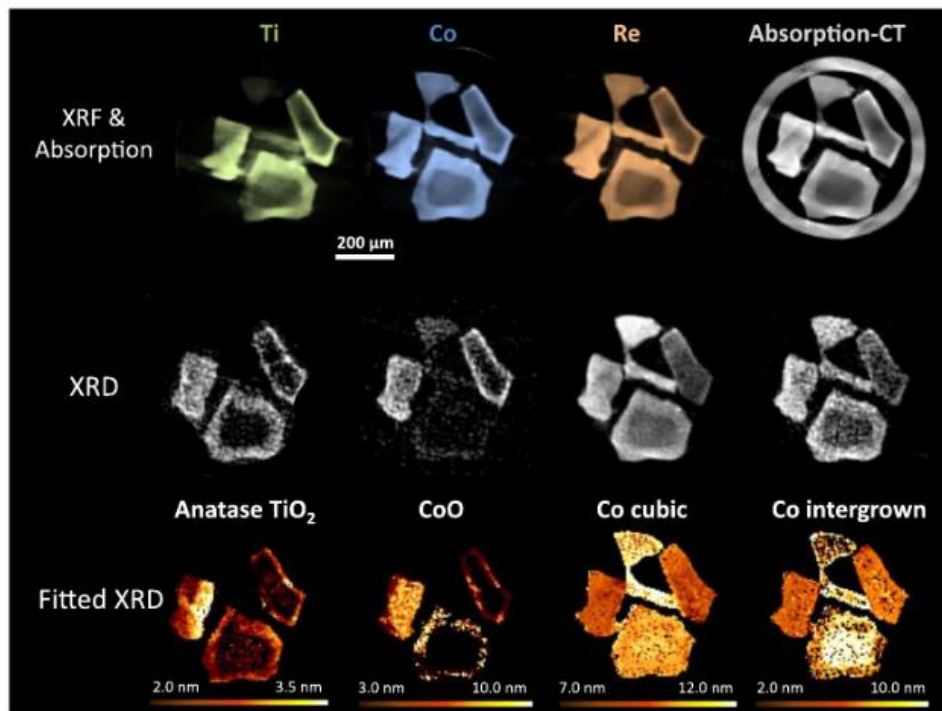 Ti Co Re Absorption-CT
XRF &
Absorption
200 μm
XRD
Anatase TiO₂ CoO Co cubic Co intergrown
Fitted XRD
2.0 nm 3.5 nm 3.0 nm 10.0 nm 7.0 nm 12.0 nm 2.0 nm 10.0 nm